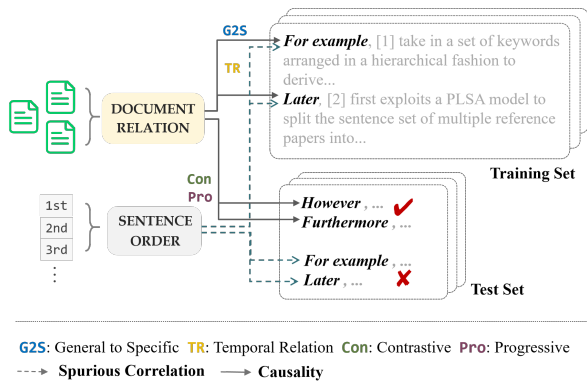 G2S
For example, [1] take in a set of keywords
arranged in a hierarchical fashion to
derive...
TR
Later, [2] first exploits a PLSA model to
split the sentence set of multiple reference
papers into...
DOCUMENT
RELATION
Training Set
Con
Pro
However , ...
Furthermore , ...
1st
2nd
3rd
SENTENCE
ORDER
For example , ...
Later , ...
Test Set
G2S: General to Specific TR: Temporal Relation Con: Contrastive Pro: Progressive
Spurious Correlation Causality